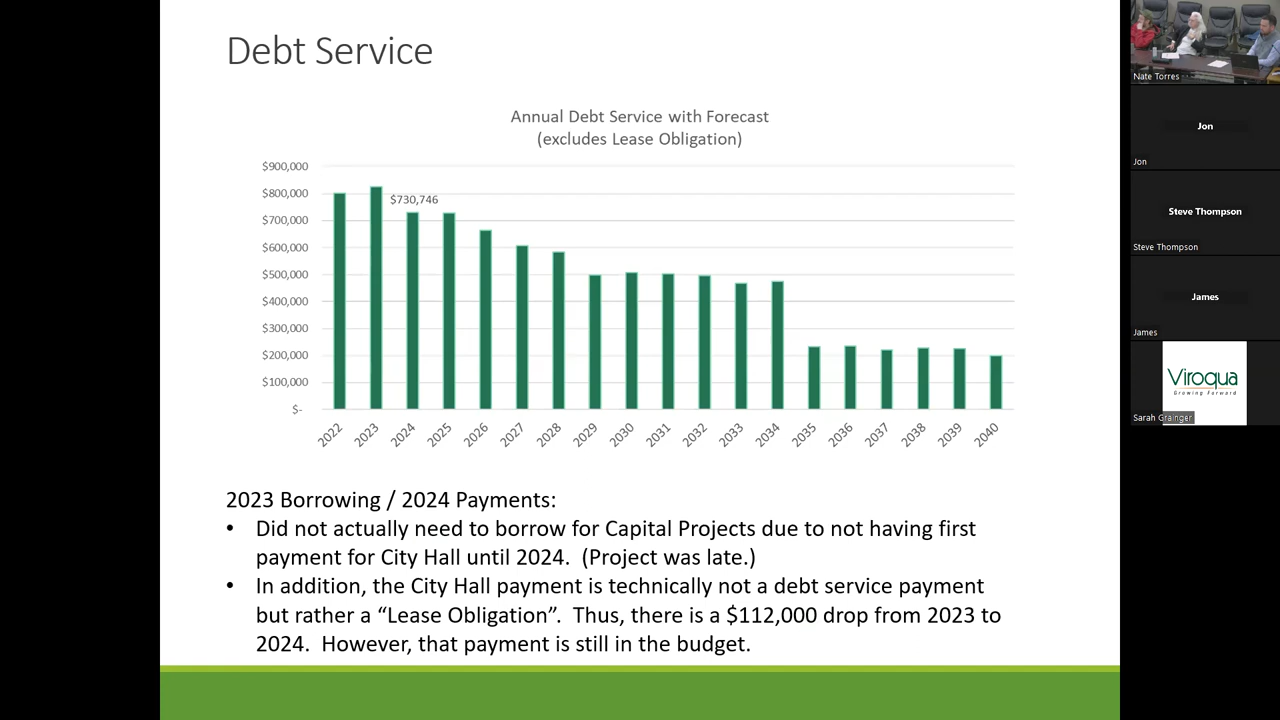 Debt Service
Annual Debt Service with Forecast
(excludes Lease Obligation)
$900,000
$800,000
$700,000
$600,000
$500,000
$400,000
$300,000
$200,000
$100,000
$-
$730,746
2022
2023
2024
2025
2026
2027
2028
2029
2030
2031
2032
2033
2034
2035
2036
2037
2038
2039
2040
2023 Borrowing / 2024 Payments:
• Did not actually need to borrow for Capital Projects due to not having first
payment for City Hall until 2024.  (Project was late.)
• In addition, the City Hall payment is technically not a debt service payment
but rather a “Lease Obligation”.  Thus, there is a $112,000 drop from 2023 to
2024.  However, that payment is still in the budget.
Nate Torres
Jon
Jon
Steve Thompson
Steve Thompson
James
James
Viroqua
Growing Forward
Sarah Grainger